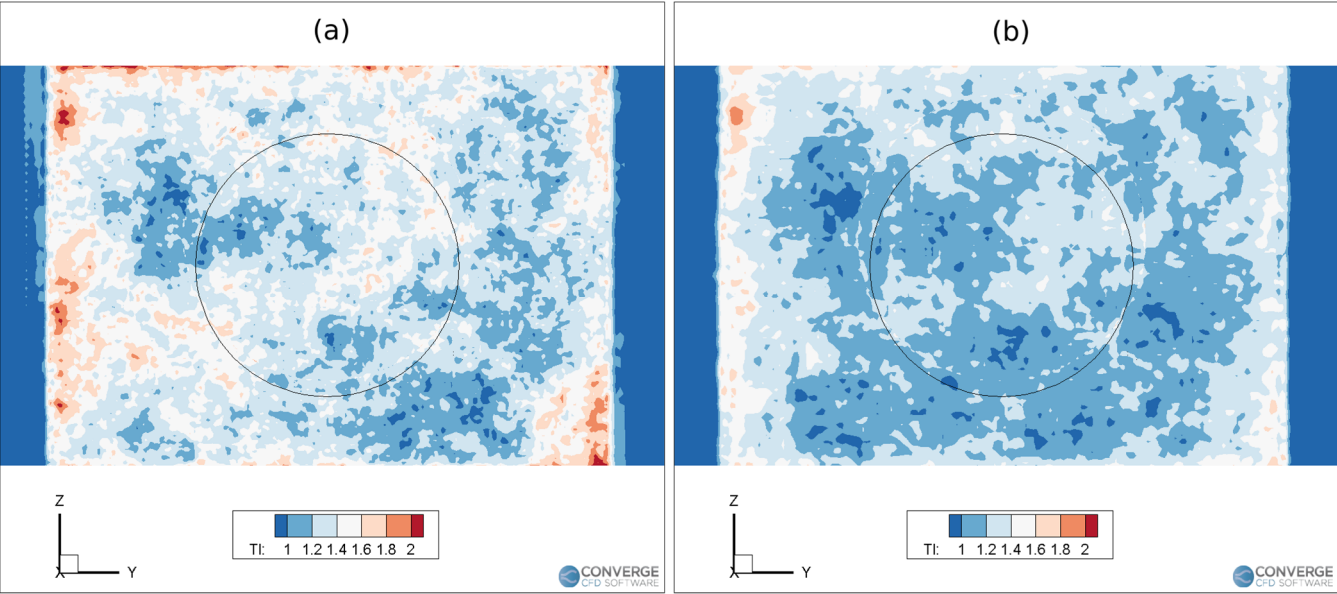 (a)
Z
X
Y
TI: 1 1.2 1.4 1.6 1.8 2
CONVERGE
CFD SOFTWARE
(b)
Z
X
Y
TI: 1 1.2 1.4 1.6 1.8 2
CONVERGE
CFD SOFTWARE